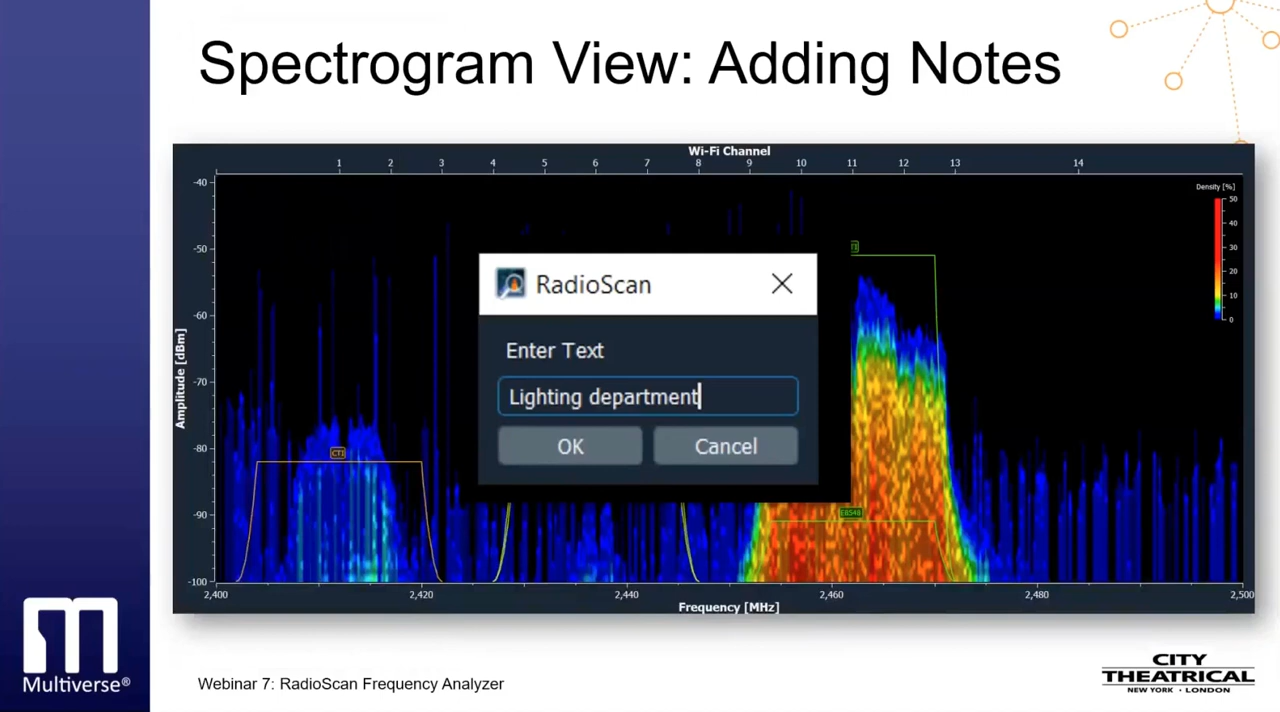 Spectrogram View: Adding Notes
Wi-Fi Channel
1 2 3 4 5 6 7 8 9 10 11 12 13 14
Density [%]
50
40
30
20
10
0
Amplitude [dBm]
-40
-50
-60
-70
-80
-90
-100
CTI
E8548
RadioScan
Enter Text
Lighting department
OK Cancel
2,400 2,420 2,440 2,460 2,480 2,500
Frequency [MHz]
Multiverse®
Webinar 7: RadioScan Frequency Analyzer
CITY
THEATRICAL
NEW YORK • LONDON